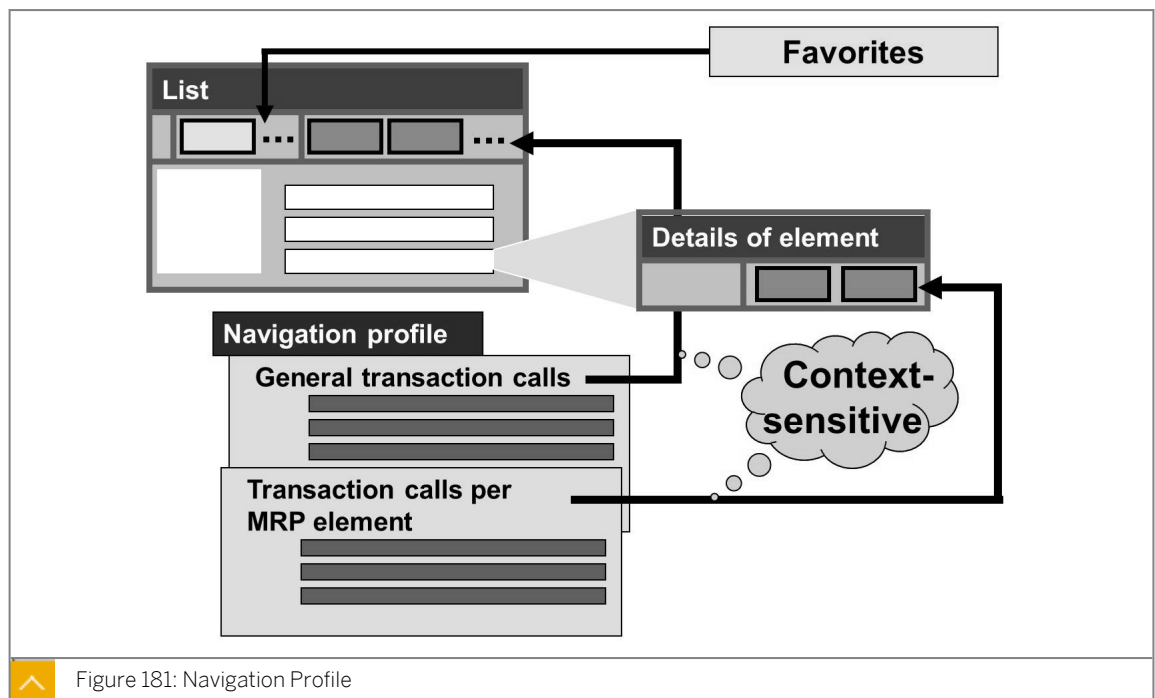 Favorites
List
...
...
Details of element
Navigation profile
General transaction calls
Context-
sensitive
Transaction calls per
MRP element
Figure 181: Navigation Profile